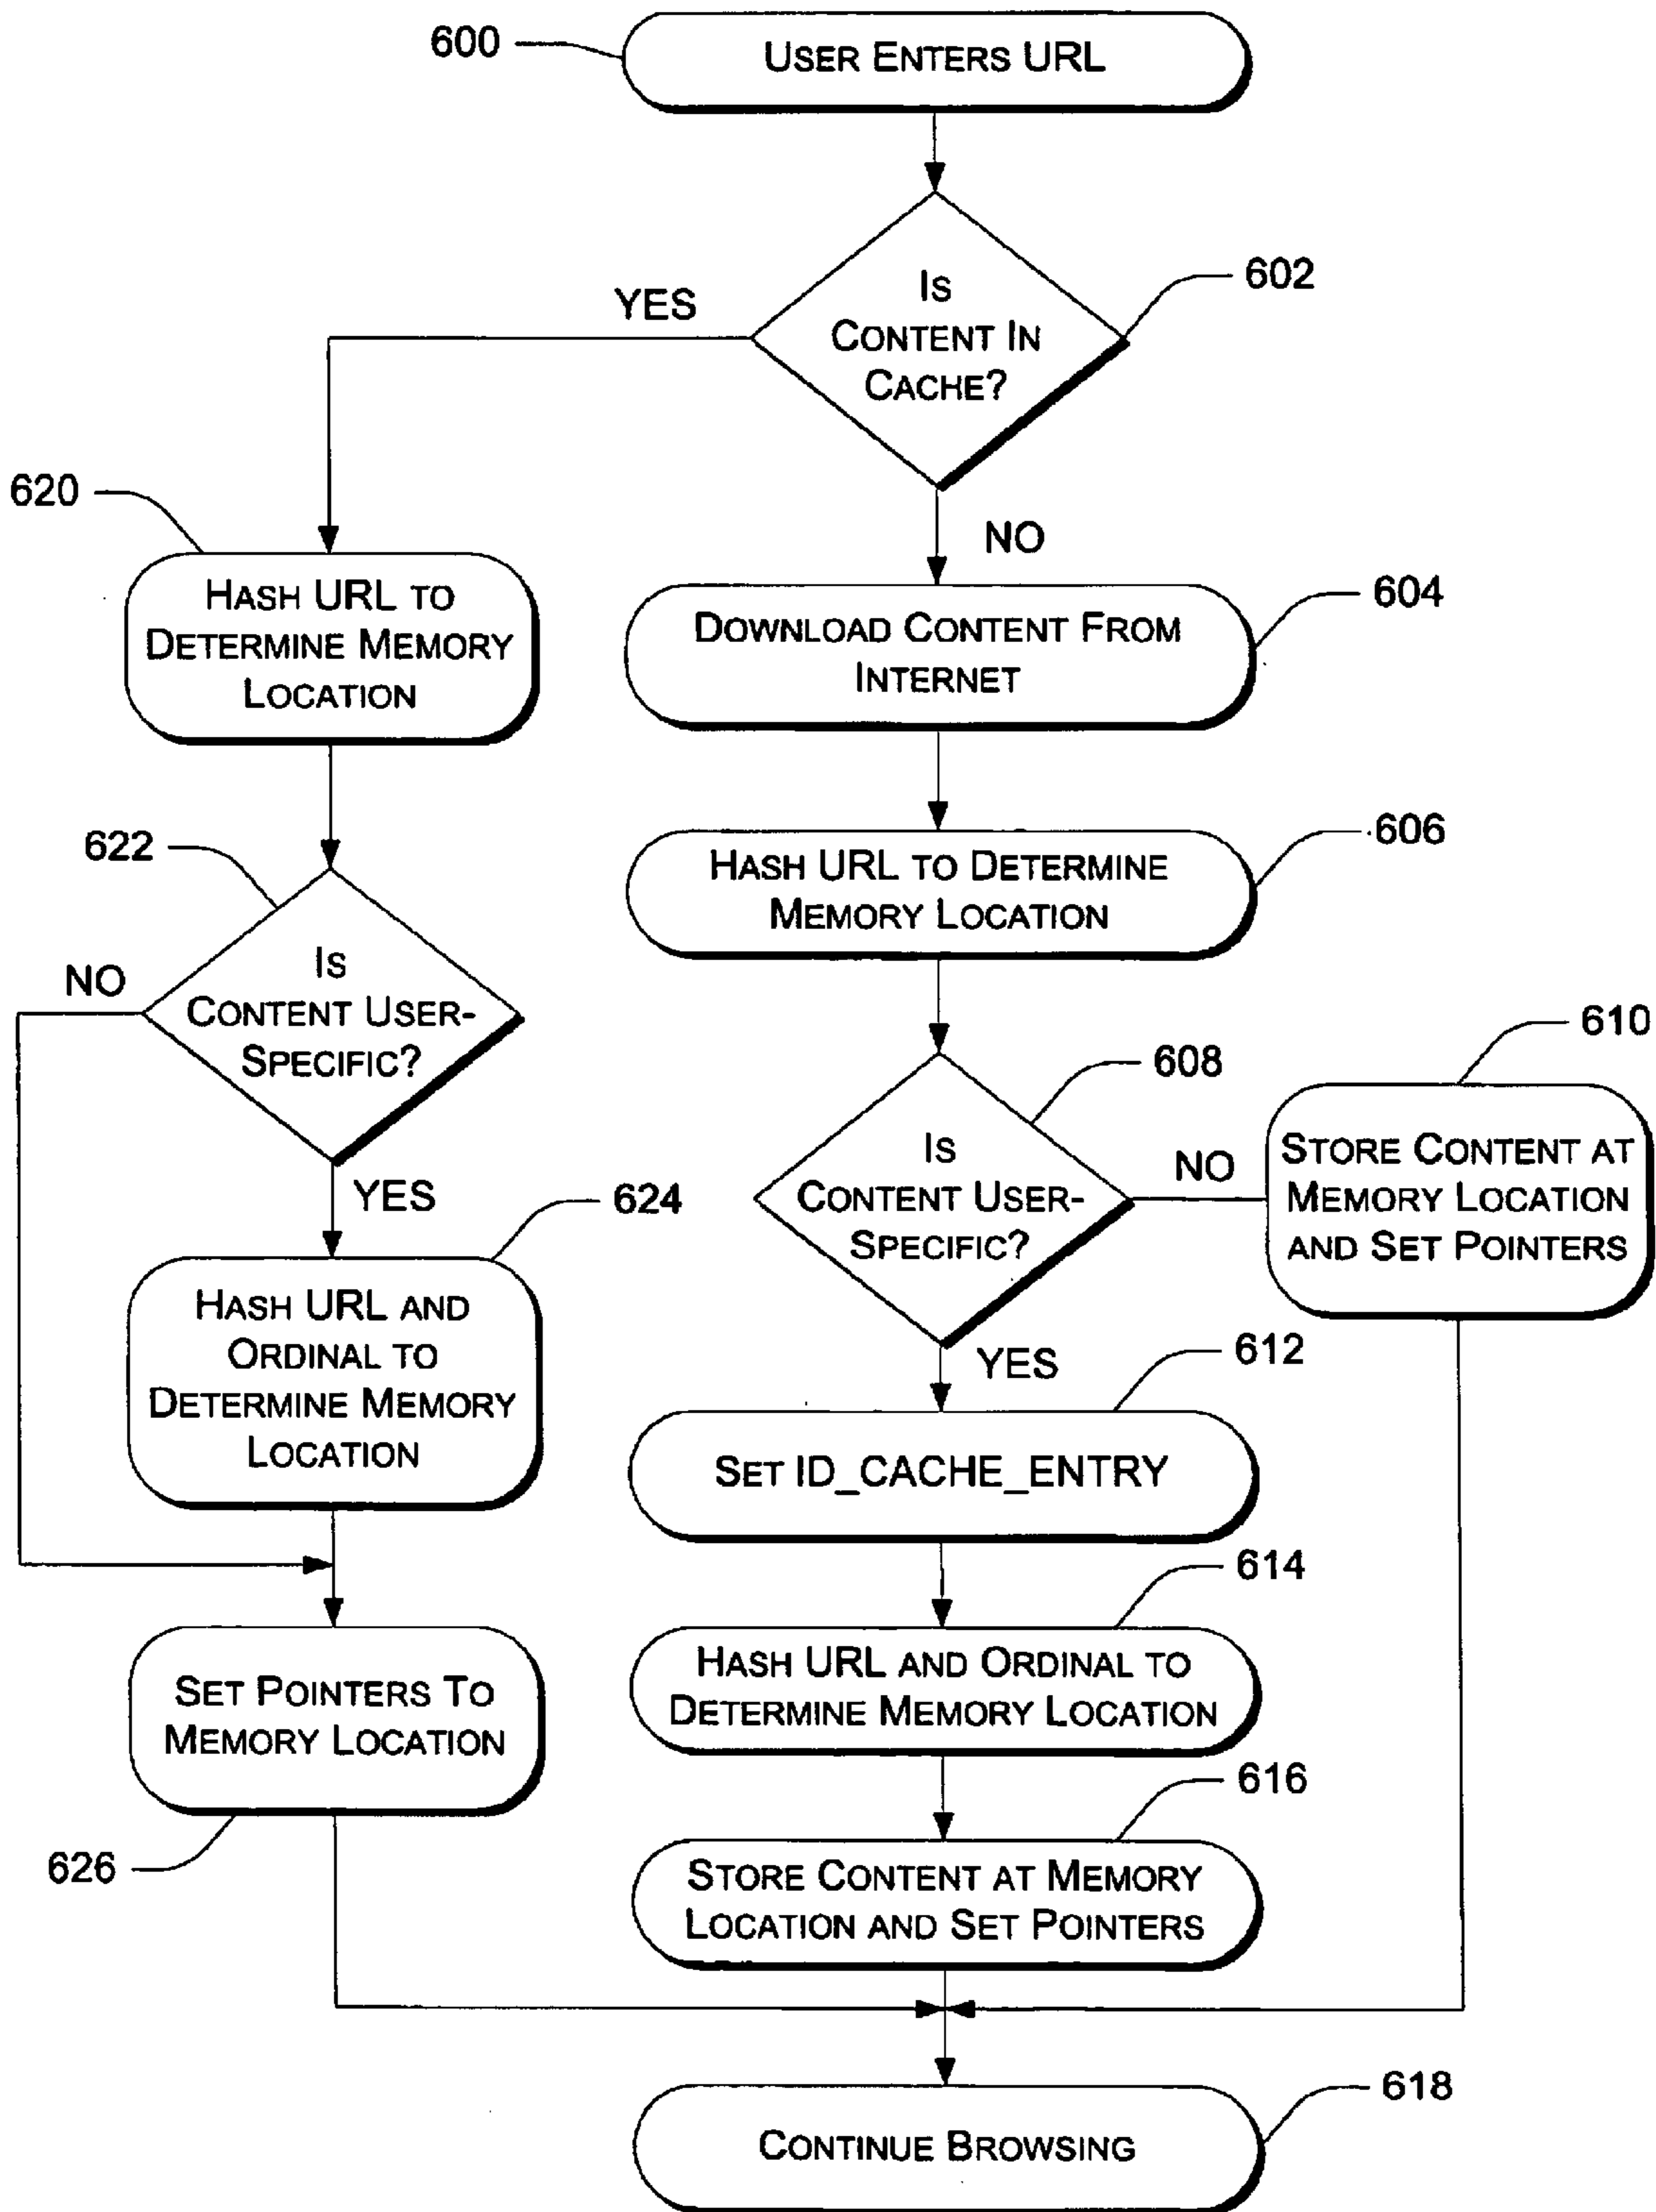 600
USER ENTERS URL
602
IS
CONTENT IN
CACHE?
YES
NO
620
HASH URL TO
DETERMINE MEMORY
LOCATION
604
DOWNLOAD CONTENT FROM
INTERNET
606
HASH URL TO DETERMINE
MEMORY LOCATION
622
IS
CONTENT USER-
SPECIFIC?
NO
YES
608
IS
CONTENT USER-
SPECIFIC?
NO
YES
610
STORE CONTENT AT
MEMORY LOCATION
AND SET POINTERS
624
HASH URL AND
ORDINAL TO
DETERMINE MEMORY
LOCATION
612
SET ID_CACHE_ENTRY
614
HASH URL AND ORDINAL TO
DETERMINE MEMORY LOCATION
SET POINTERS TO
MEMORY LOCATION
626
616
STORE CONTENT AT MEMORY
LOCATION AND SET POINTERS
618
CONTINUE BROWSING